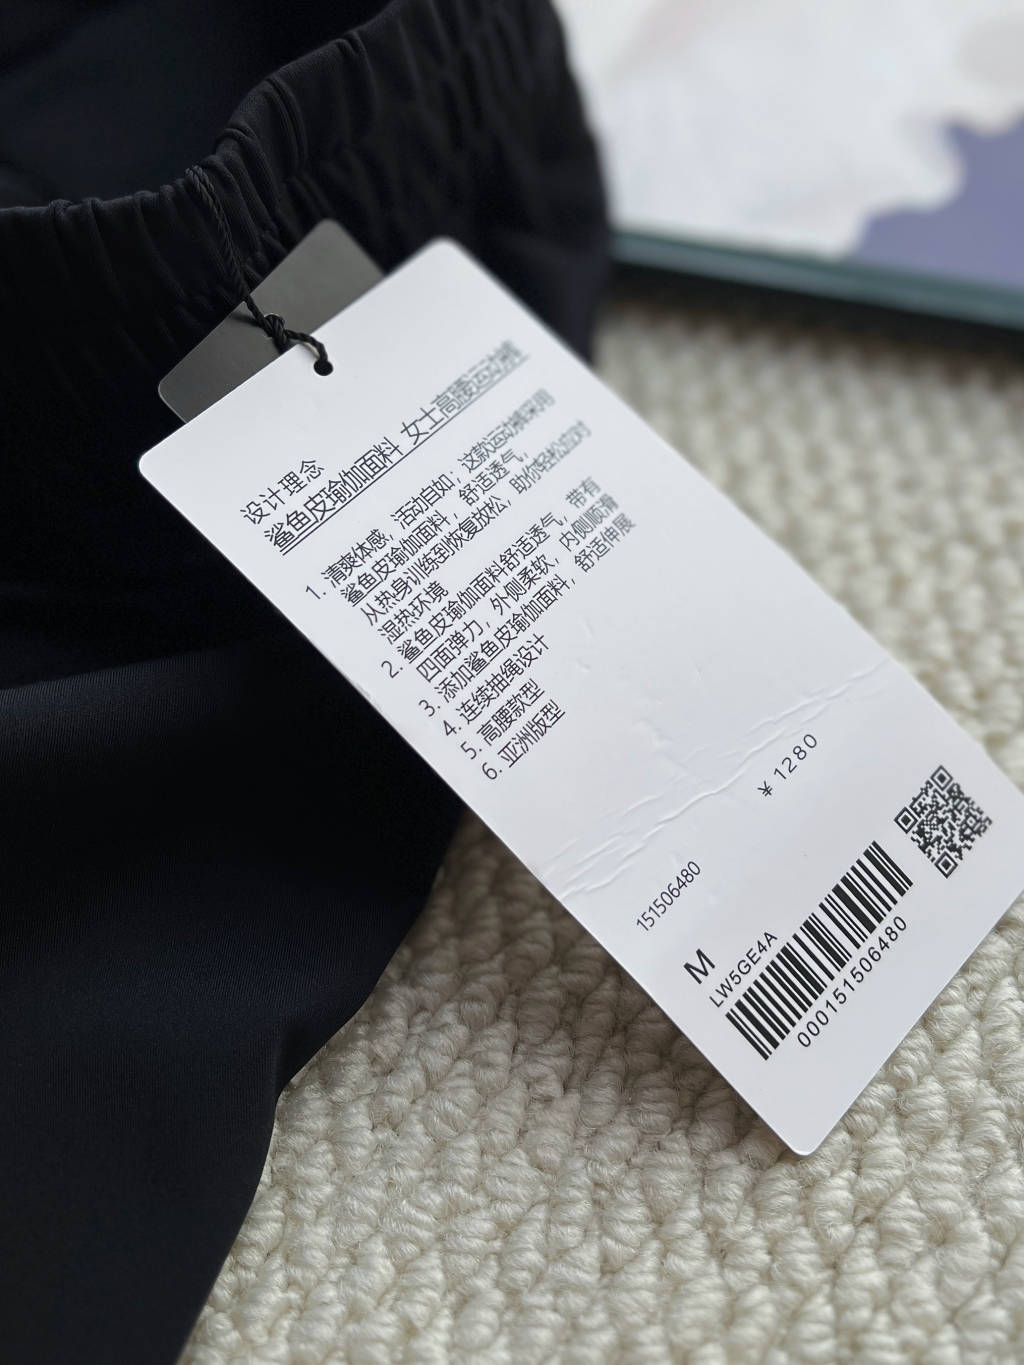 设计理念
鲨鱼皮瑜伽面料 女士高腰运动裤
1. 清爽体感，活动自如；这款运动裤采用
鲨鱼皮瑜伽面料，舒适透气，
从热身训练到恢复放松，助你轻松应对
湿热环境
2. 鲨鱼皮瑜伽面料舒适透气，带有
四面弹力，外侧柔软，内侧顺滑
3. 添加鲨鱼皮瑜伽面料，舒适伸展
4. 连续抽绳设计
5. 高腰款型
6. 亚洲版型
￥1280
151506480
M
LW5GE4A
000151506480